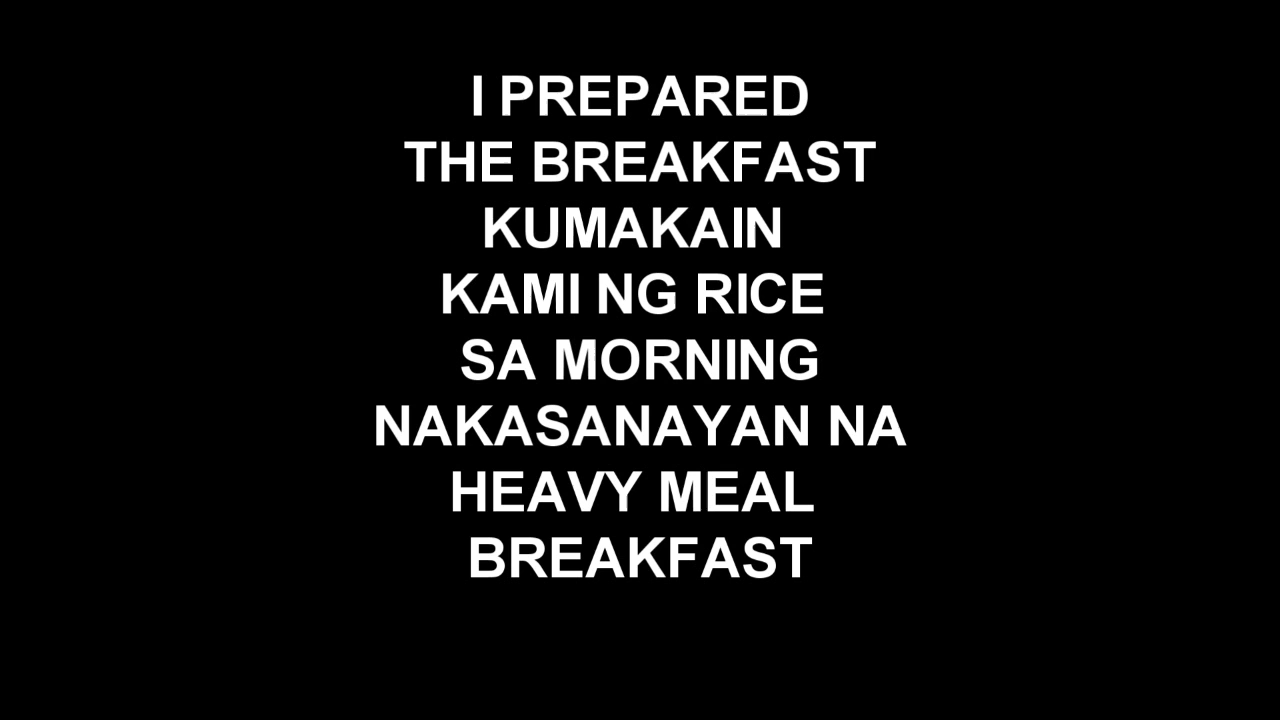 I PREPARED
THE BREAKFAST
KUMAKAIN
KAMI NG RICE
SA MORNING
NAKASANAYAN NA
HEAVY MEAL
BREAKFAST